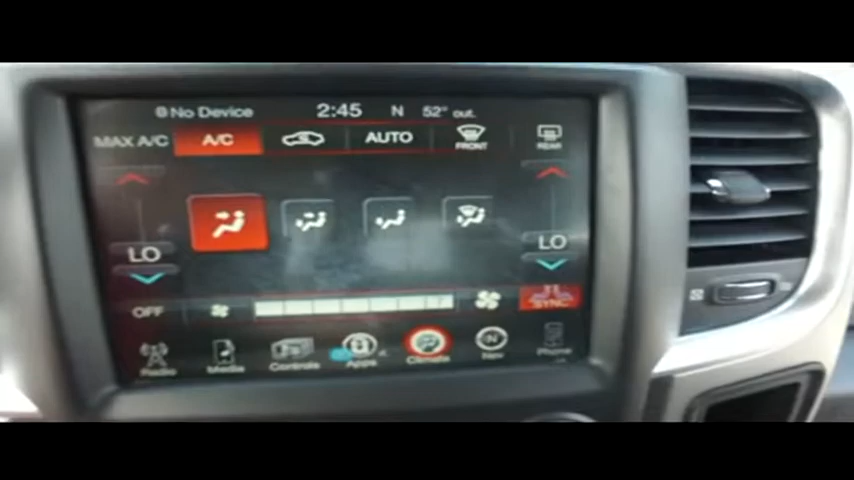 No Device 2:45 N 52° out.
MAX A/C A/C AUTO FRONT REAR
LO LO
OFF 7 SYNC
Radio Media Controls Apps Climate Nav Phone